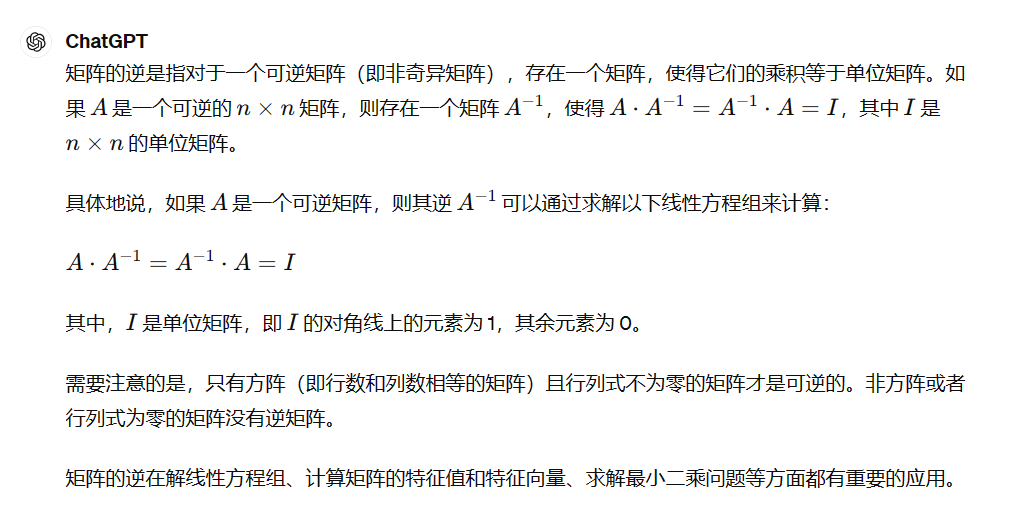 ChatGPT
矩阵的逆是指对于一个可逆矩阵（即非奇异矩阵），存在一个矩阵，使得它们的乘积等于单位矩阵。如
果 A 是一个可逆的 n × n 矩阵，则存在一个矩阵 A⁻¹，使得 A · A⁻¹ = A⁻¹ · A = I，其中 I 是
n × n 的单位矩阵。
具体地说，如果 A 是一个可逆矩阵，则其逆 A⁻¹ 可以通过求解以下线性方程组来计算：
A · A⁻¹ = A⁻¹ · A = I
其中，I 是单位矩阵，即 I 的对角线上的元素为 1，其余元素为 0。
需要注意的是，只有方阵（即行数和列数相等的矩阵）且行列式不为零的矩阵才是可逆的。非方阵或者
行列式为零的矩阵没有逆矩阵。
矩阵的逆在解线性方程组、计算矩阵的特征值和特征向量、求解最小二乘问题等方面都有重要的应用。